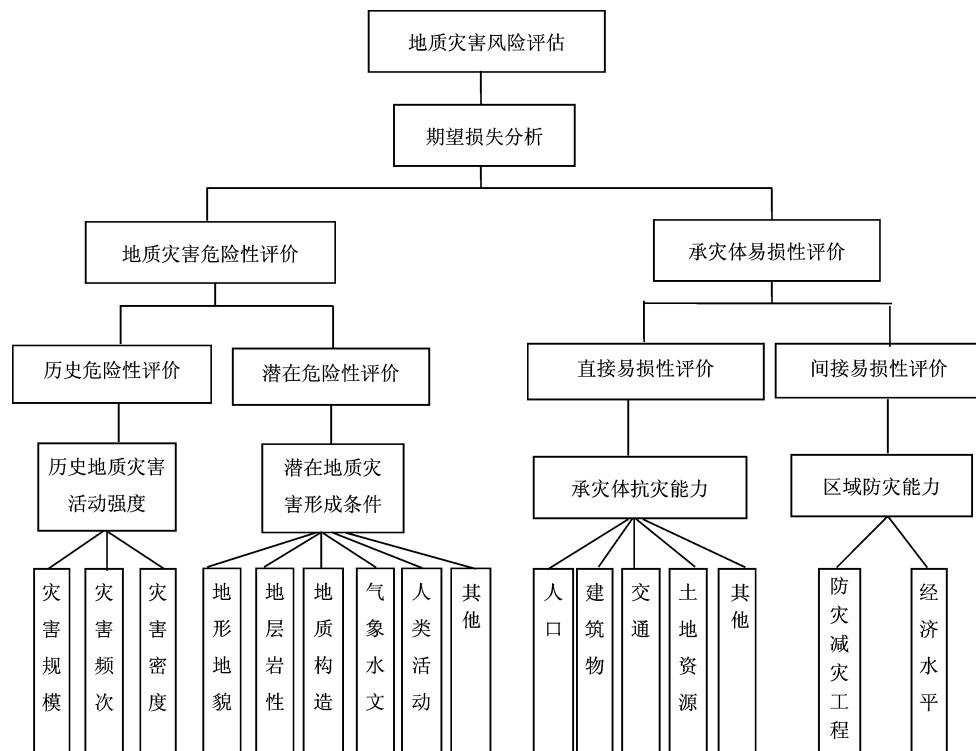 地质灾害风险评估
期望损失分析
地质灾害危险性评价
承灾体易损性评价
历史危险性评价
潜在危险性评价
直接易损性评价
间接易损性评价
历史地质灾害
活动强度
潜在地质灾
害形成条件
承灾体抗灾能力
区域防灾能力
灾害规模
灾害频次
灾害密度
地形地貌
地层岩性
地质构造
气象水文
人类活动
其他
人口
建筑物
交通
土地资源
其他
防灾减灾工程
经济水平